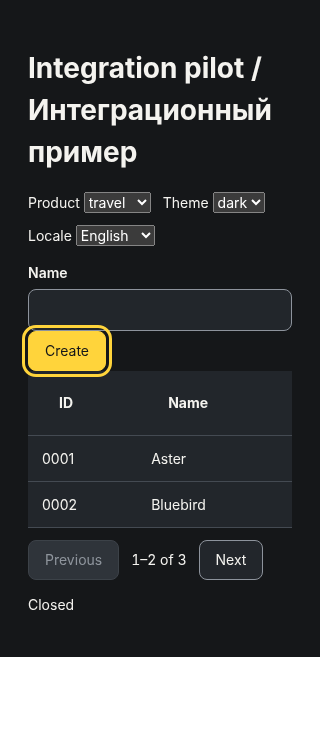 Integration pilot /
Интеграционный
пример
Product travel Theme dark
Locale English
Name
Create
ID Name
0001 Aster
0002 Bluebird
Previous 1–2 of 3 Next
Closed